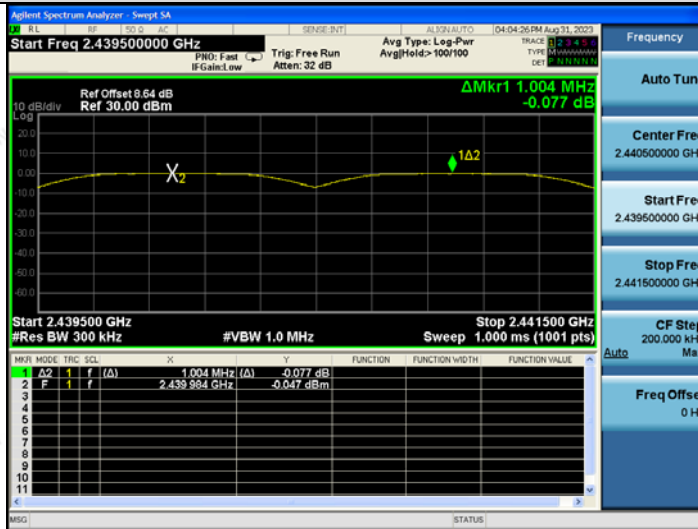 Agilent Spectrum Analyzer - Swept SA
RL RF 50 Ω AC SENSE:INT ALIGN AUTO 04:04:26 PM Aug 31, 2023
Start Freq 2.439500000 GHz
PNO: Fast
IFGain:Low
Trig: Free Run
Atten: 32 dB
Avg Type: Log-Pwr
Avg|Hold:> 100/100
TRACE 1 2 3 4 5 6
TYPE M
DET P N N N N N
ΔMkr1 1.004 MHz
-0.077 dB
Ref Offset 8.64 dB
Ref 30.00 dBm
10 dB/div
Log
20.0
10.0
0.00
-10.0
-20.0
-30.0
-40.0
-50.0
-60.0
X2
1Δ2
Start 2.439500 GHz
Stop 2.441500 GHz
#Res BW 300 kHz
#VBW 1.0 MHz
Sweep 1.000 ms (1001 pts)
MKR MODE TRC SCL X Y FUNCTION FUNCTION WIDTH FUNCTION VALUE
1 Δ2 1 f (Δ) 1.004 MHz (Δ) -0.077 dB
2 F 1 f 2.439 984 GHz -0.047 dBm
3
4
5
6
7
8
9
10
11
MSG
STATUS
Frequency
Auto Tun
Center Fre
2.440500000 GH
Start Fre
2.439500000 GH
Stop Fre
2.441500000 GH
CF Step
200.000 kH
Auto Ma
Freq Offse
0 H